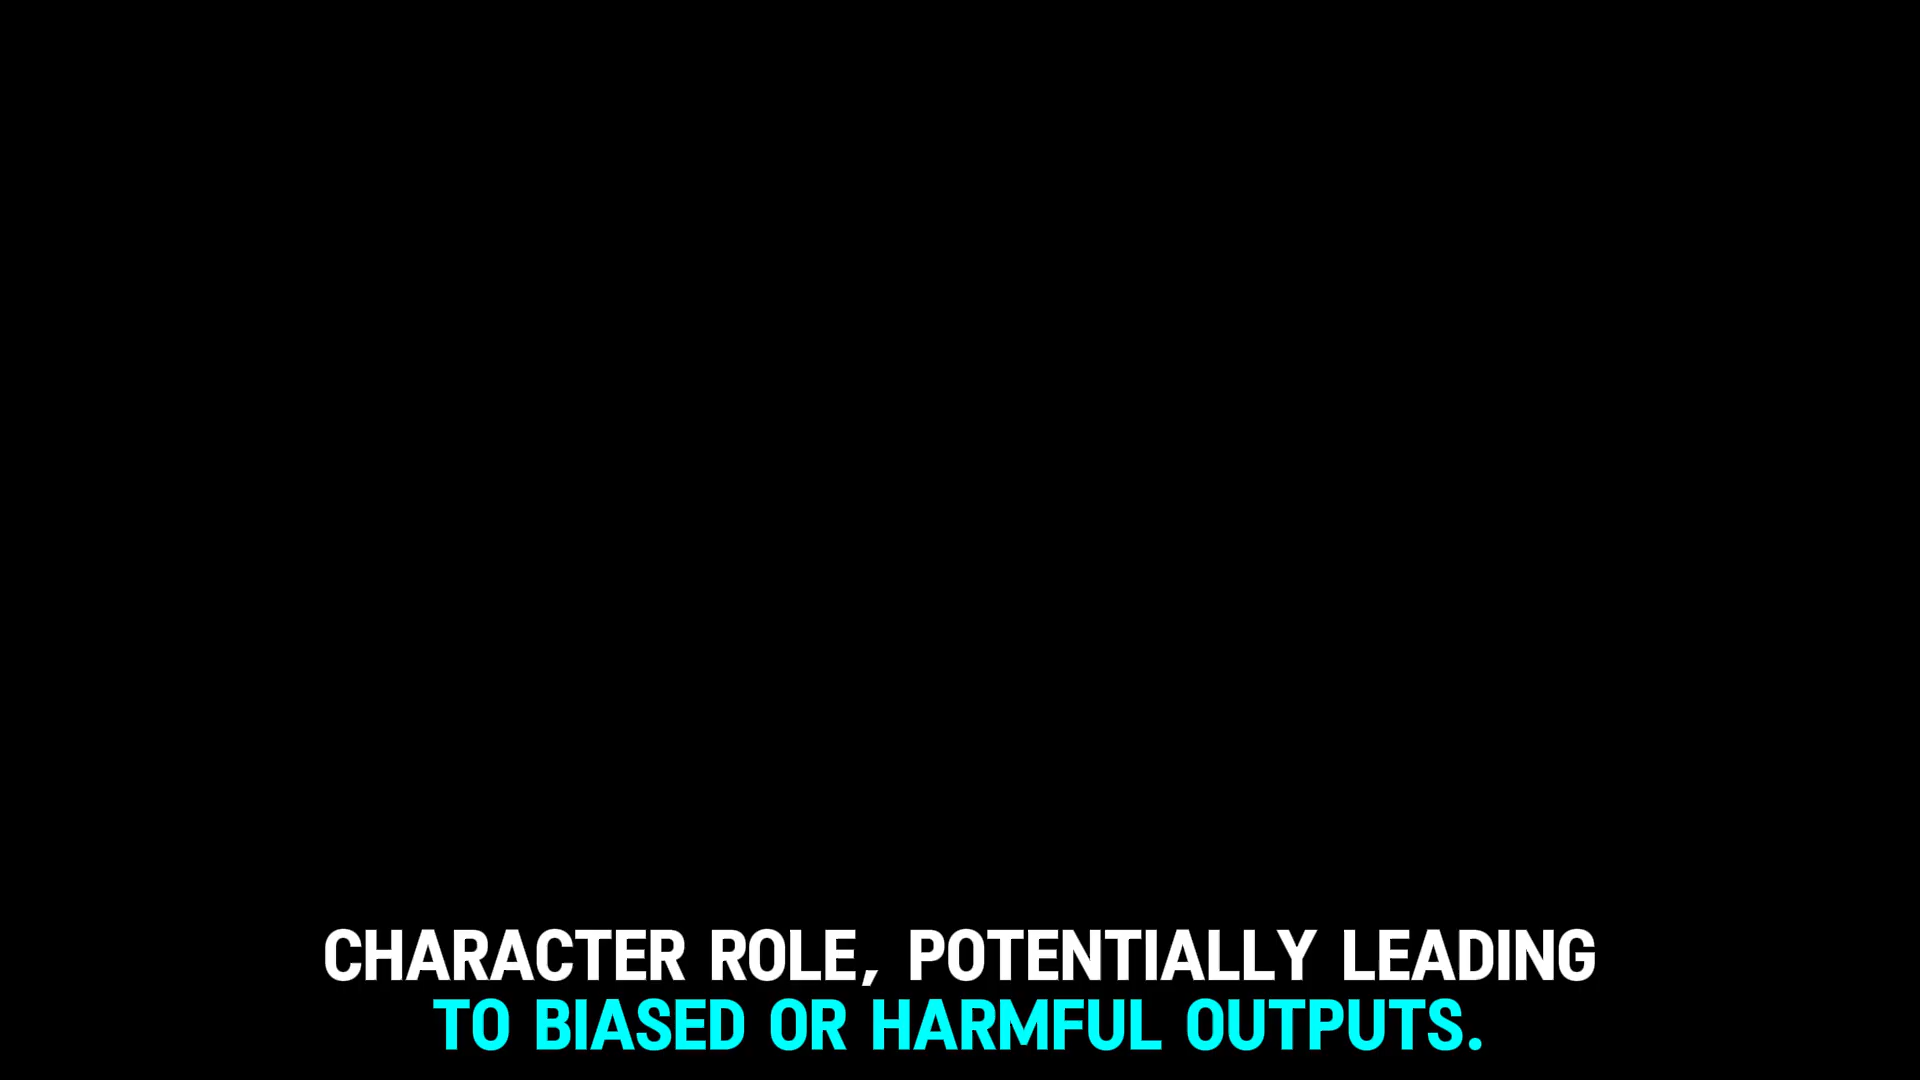 CHARACTER ROLE, POTENTIALLY LEADING
TO BIASED OR HARMFUL OUTPUTS.